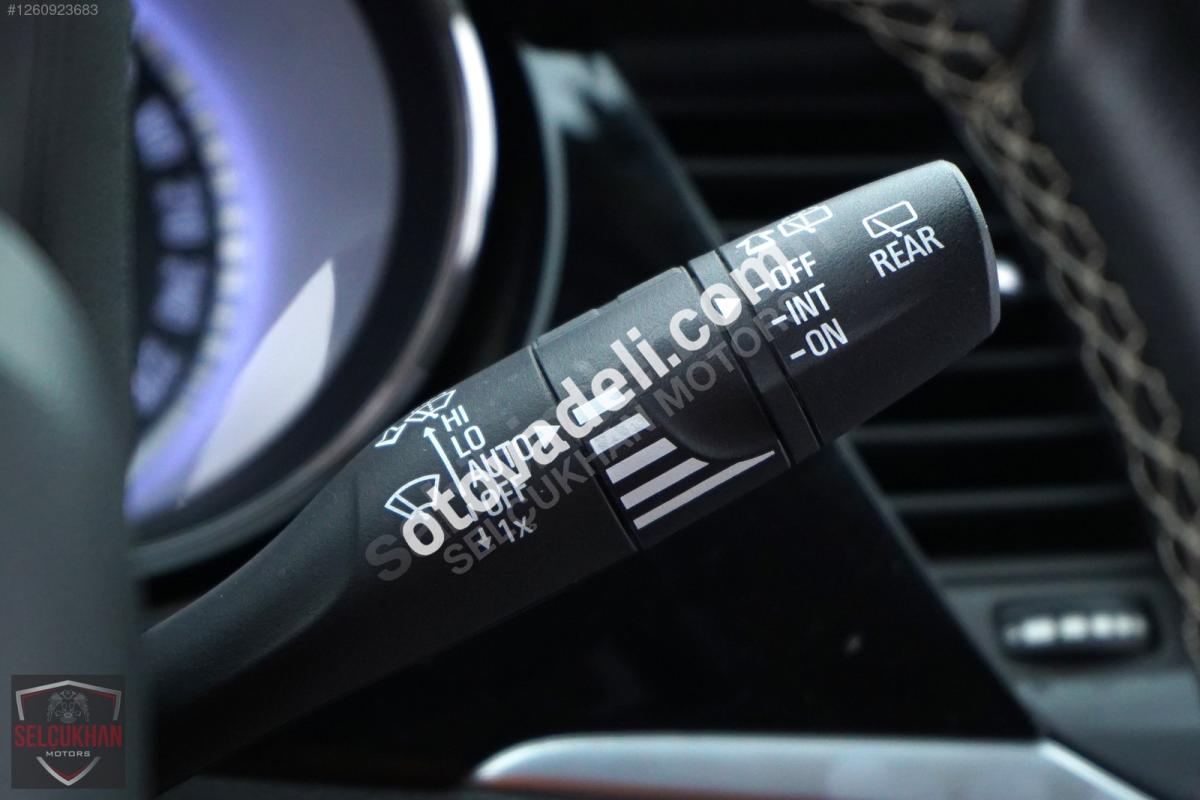 #1260923683
REAR
-OFF
-INT
-ON
HI
LO
AUTO
OFF
1x
otovadeli.com
SELCUKHAN MOTORS
SELCUKHAN
MOTORS